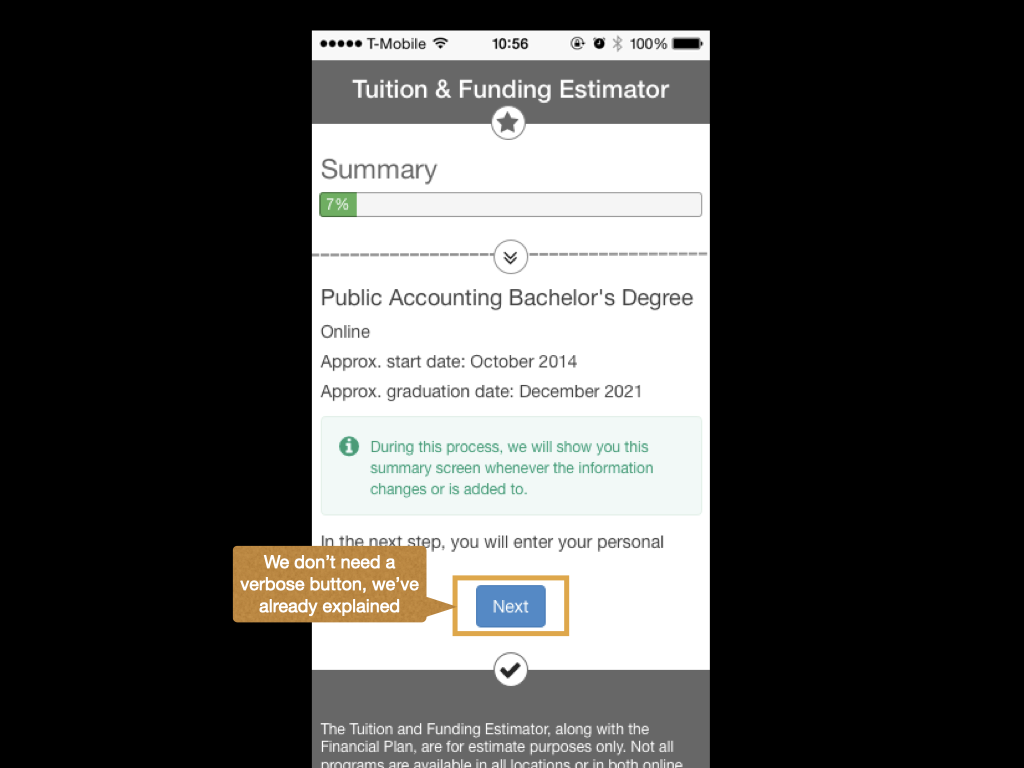 T-Mobile 10:56 100%
Tuition & Funding Estimator
Summary
7%
Public Accounting Bachelor's Degree
Online
Approx. start date: October 2014
Approx. graduation date: December 2021
During this process, we will show you this
summary screen whenever the information
changes or is added to.
In the next step, you will enter your personal
We don’t need a
verbose button, we’ve
already explained
Next
The Tuition and Funding Estimator, along with the
Financial Plan, are for estimate purposes only. Not all
programs are available in all locations or in both online